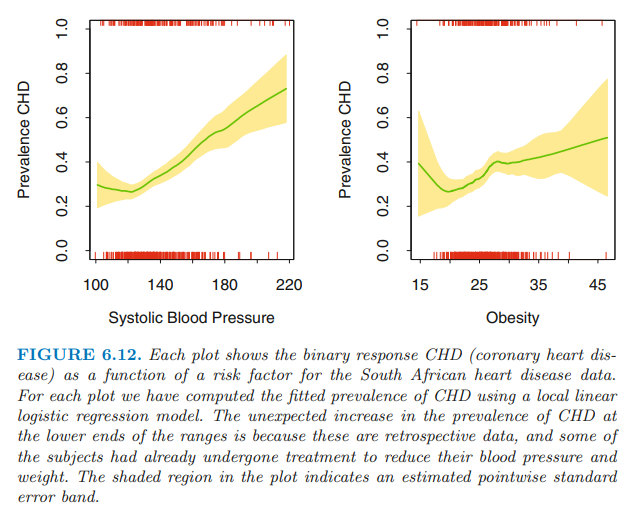 Prevalence CHD
0.0 0.2 0.4 0.6 0.8 1.0
100 140 180 220
Systolic Blood Pressure
Prevalence CHD
0.0 0.2 0.4 0.6 0.8 1.0
15 25 35 45
Obesity
FIGURE 6.12. Each plot shows the binary response CHD (coronary heart dis-
ease) as a function of a risk factor for the South African heart disease data.
For each plot we have computed the fitted prevalence of CHD using a local linear
logistic regression model. The unexpected increase in the prevalence of CHD at
the lower ends of the ranges is because these are retrospective data, and some of
the subjects had already undergone treatment to reduce their blood pressure and
weight. The shaded region in the plot indicates an estimated pointwise standard
error band.